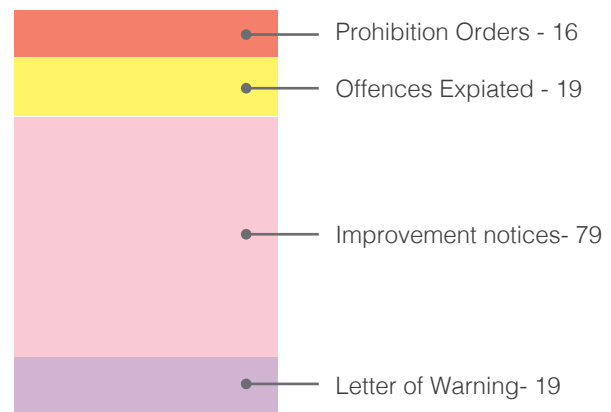 Prohibition Orders - 16
Offences Expiated - 19
Improvement notices- 79
Letter of Warning- 19